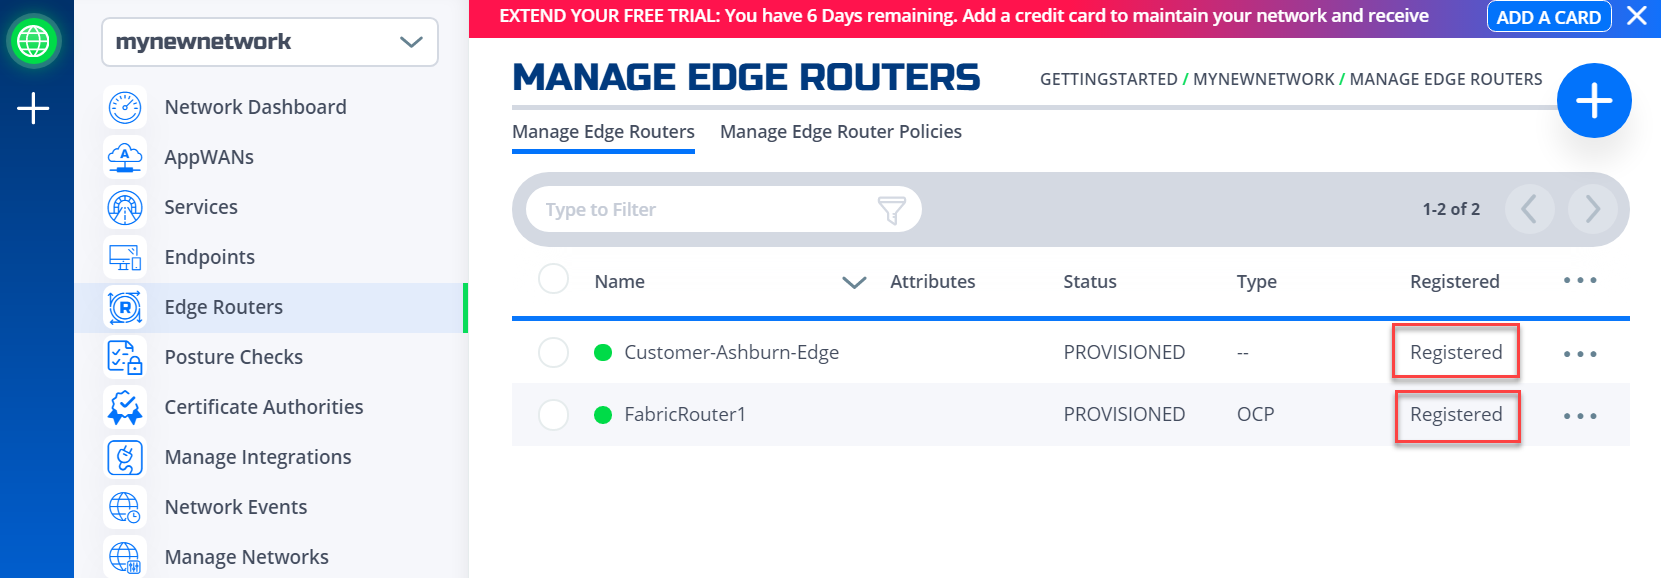 EXTEND YOUR FREE TRIAL: You have 6 Days remaining. Add a credit card to maintain your network and receive
ADD A CARD
mynewnetwork
Network Dashboard
AppWANs
Services
Endpoints
Edge Routers
Posture Checks
Certificate Authorities
Manage Integrations
Network Events
Manage Networks
MANAGE EDGE ROUTERS
GETTINGSTARTED / MYNEWNETWORK / MANAGE EDGE ROUTERS
Manage Edge Routers Manage Edge Router Policies
Type to Filter
1-2 of 2
Name Attributes Status Type Registered
Customer-Ashburn-Edge PROVISIONED -- Registered
FabricRouter1 PROVISIONED OCP Registered